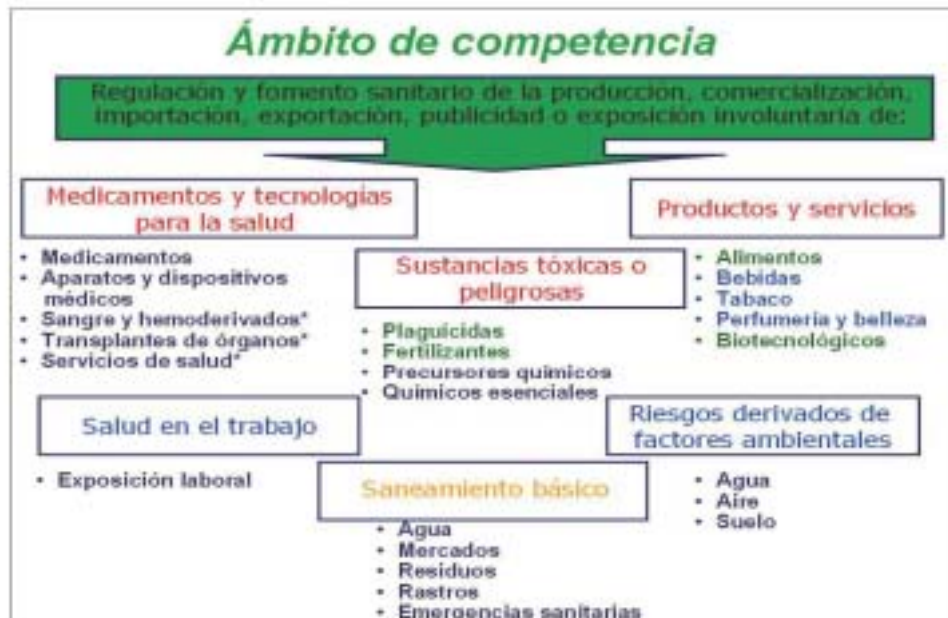 Ámbito de competencia
Regulación y fomento sanitario de la producción, comercialización,
importación, exportación, publicidad o exposición involuntaria de:
Medicamentos y tecnologías
para la salud
• Medicamentos
• Aparatos y dispositivos
médicos
• Sangre y hemoderivados*
• Transplantes de órganos*
• Servicios de salud*
Sustancias tóxicas o
peligrosas
• Plaguicidas
• Fertilizantes
• Precursores químicos
• Químicos esenciales
Productos y servicios
• Alimentos
• Bebidas
• Tabaco
• Perfumería y belleza
• Biotecnológicos
Salud en el trabajo
• Exposición laboral
Saneamiento básico
• Agua
• Mercados
• Residuos
• Rastros
• Emergencias sanitarias
Riesgos derivados de
factores ambientales
• Agua
• Aire
• Suelo